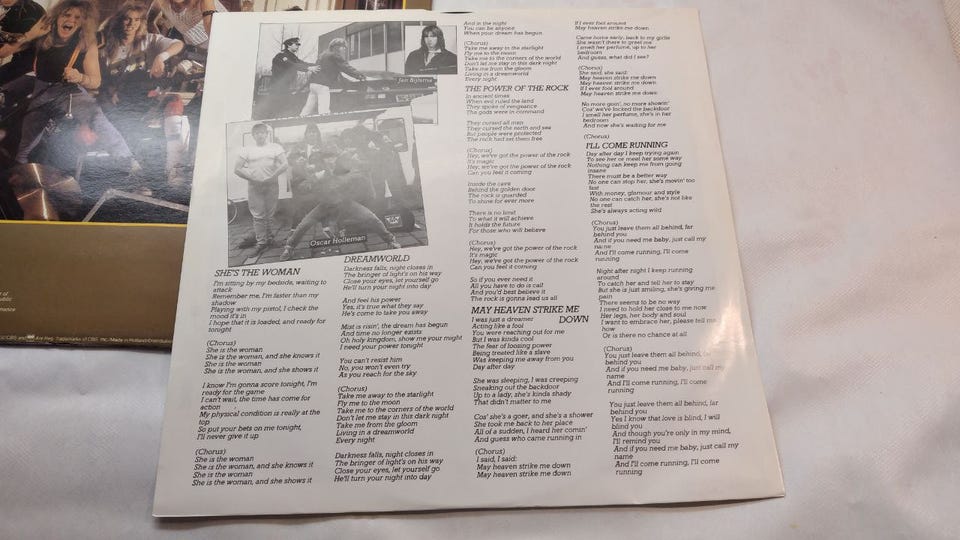 Jan Bijlsma
Oscar Holleman
SHE'S THE WOMAN
I'm sitting by my bedside, waiting to
attack
Remember me, I'm faster than my
shadow
Playing with my pistol, I check the
mood it's in
I hope that it is loaded, and ready for
tonight
(Chorus)
She is the woman
She is the woman, and she knows it
She is the woman
She is the woman, and she shows it
I know I'm gonna score tonight, I'm
ready for the game
I can't wait, the time has come for
action
My physical condition is really at the
top
So put your bets on me tonight,
I'll never give it up
(Chorus)
She is the woman
She is the woman, and she knows it
She is the woman
She is the woman, and she shows it
DREAMWORLD
Darkness falls, night closes in
The bringer of light's on his way
Close your eyes, let yourself go
He'll turn your night into day
And feel his power
Yes, it's true what they say
He's come to take you away
Mist is risin', the dream has begun
And time no longer exists
Oh holy kingdom, show me your might
I need your power tonight
You can't resist him
No, you won't even try
As you reach for the sky
(Chorus)
Take me away to the starlight
Fly me to the moon
Take me to the corners of the world
Don't let me stay in this dark night
Take me from the gloom
Living in a dreamworld
Every night
Darkness falls, night closes in
The bringer of light's on his way
Close your eyes, let yourself go
He'll turn your night into day
And in the night
You can be anyone
When your dream has begun
(Chorus)
Take me away to the starlight
Fly me to the moon
Take me to the corners of the world
Don't let me stay in this dark night
Take me from the gloom
Living in a dreamworld
Every night
THE POWER OF THE ROCK
In ancient times
When evil ruled the land
They spoke of vengeance
The gods were in command
They cursed all men
They cursed the earth and sea
But people were protected
The rock had set them free
(Chorus)
Hey, we've got the power of the rock
It's magic
Hey, we've got the power of the rock
Can you feel it coming
Inside the cave
Behind the golden door
The rock is guarded
To shine for ever more
There is no limit
To what it will achieve
It holds the future
For those who will believe
(Chorus)
Hey, we've got the power of the rock
It's magic
Hey, we've got the power of the rock
Can you feel it coming
So if you ever need it
All you have to do is call
And you'd best believe it
The rock is gonna lead us all
MAY HEAVEN STRIKE ME
DOWN
I was just a dreamer
Acting like a fool
You were reaching out for me
But I was kinda cool
The fear of loosing power
Being treated like a slave
Was keeping me away from you
Day after day
She was sleeping, I was creeping
Sneaking out the backdoor
Up to a lady, she's kinda shady
That didn't matter to me
Cos' she's a goer, and she's a shower
She took me back to her place
All of a sudden, I heard her comin'
And guess who came running in
(Chorus)
I said, I said:
May heaven strike me down
May heaven strike me down
If I ever fool around
May heaven strike me down
Came home early, back to my girlie
She wasn't there to greet me
I smell her perfume, up to her
bedroom
And guess, what did I see?
(Chorus)
She said, she said:
May heaven strike me down
May heaven strike me down
If I ever fool around
May heaven strike me down
No more goin', no more showin'
Cos' we've locked the backdoor
I smell her perfume, she's in her
bedroom
And now she's waiting for me
(Chorus)
I'LL COME RUNNING
Day after day I keep trying again
To see her or meet her some way
Nothing can keep me from going
insane
There must be a better way
No one can stop her, she's movin' too
fast
With money, glamour and style
No one can catch her, she's not like
the rest
She's always acting wild
(Chorus)
You just leave them all behind, far
behind you
And if you need me baby, just call my
name
And I'll come running, I'll come
running
Night after night I keep running
around
To catch her and tell her to stay
But she is just smiling, she's giving me
pain
There seems to be no way
I need to hold her close to me now
Her legs, her body and soul
I want to embrace her, please tell me
how
Or is there no chance at all
(Chorus)
You just leave them all behind, far
behind you
And if you need me baby, just call my
name
And I'll come running, I'll come
running
You just leave them all behind, far
behind you
Yes I know that love is blind, I will
blind you
And though you're only in my mind,
I'll remind you
And if you need me baby, just call my
name
And I'll come running, I'll come
running